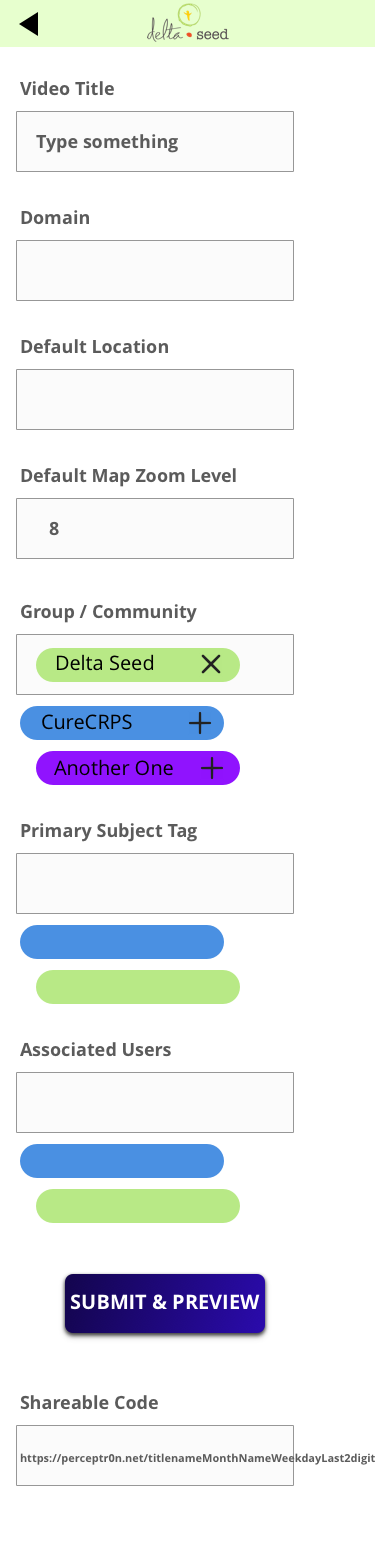 delta seed
Video Title
Type something
Domain
Default Location
Default Map Zoom Level
8
Group / Community
Delta Seed
CureCRPS
Another One
Primary Subject Tag
Associated Users
SUBMIT & PREVIEW
Shareable Code
https://perceptr0n.net/titlenameMonthNameWeekdayLast2digit